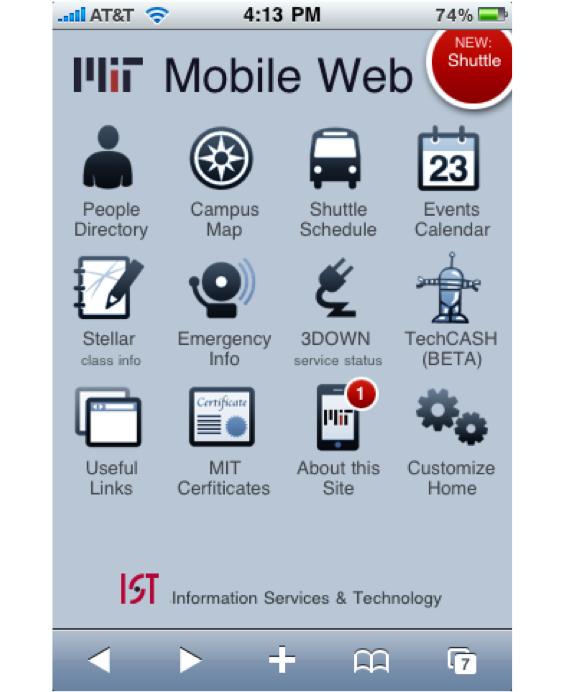 AT&T 4:13 PM 74%
NEW:
Shuttle
MIT Mobile Web
23
People
Directory
Campus
Map
Shuttle
Schedule
Events
Calendar
Stellar
class info
Emergency
Info
3DOWN
service status
TechCASH
(BETA)
Certificate
MIT
1
Useful
Links
MIT
Cerfiticates
About this
Site
Customize
Home
IST Information Services & Technology
7